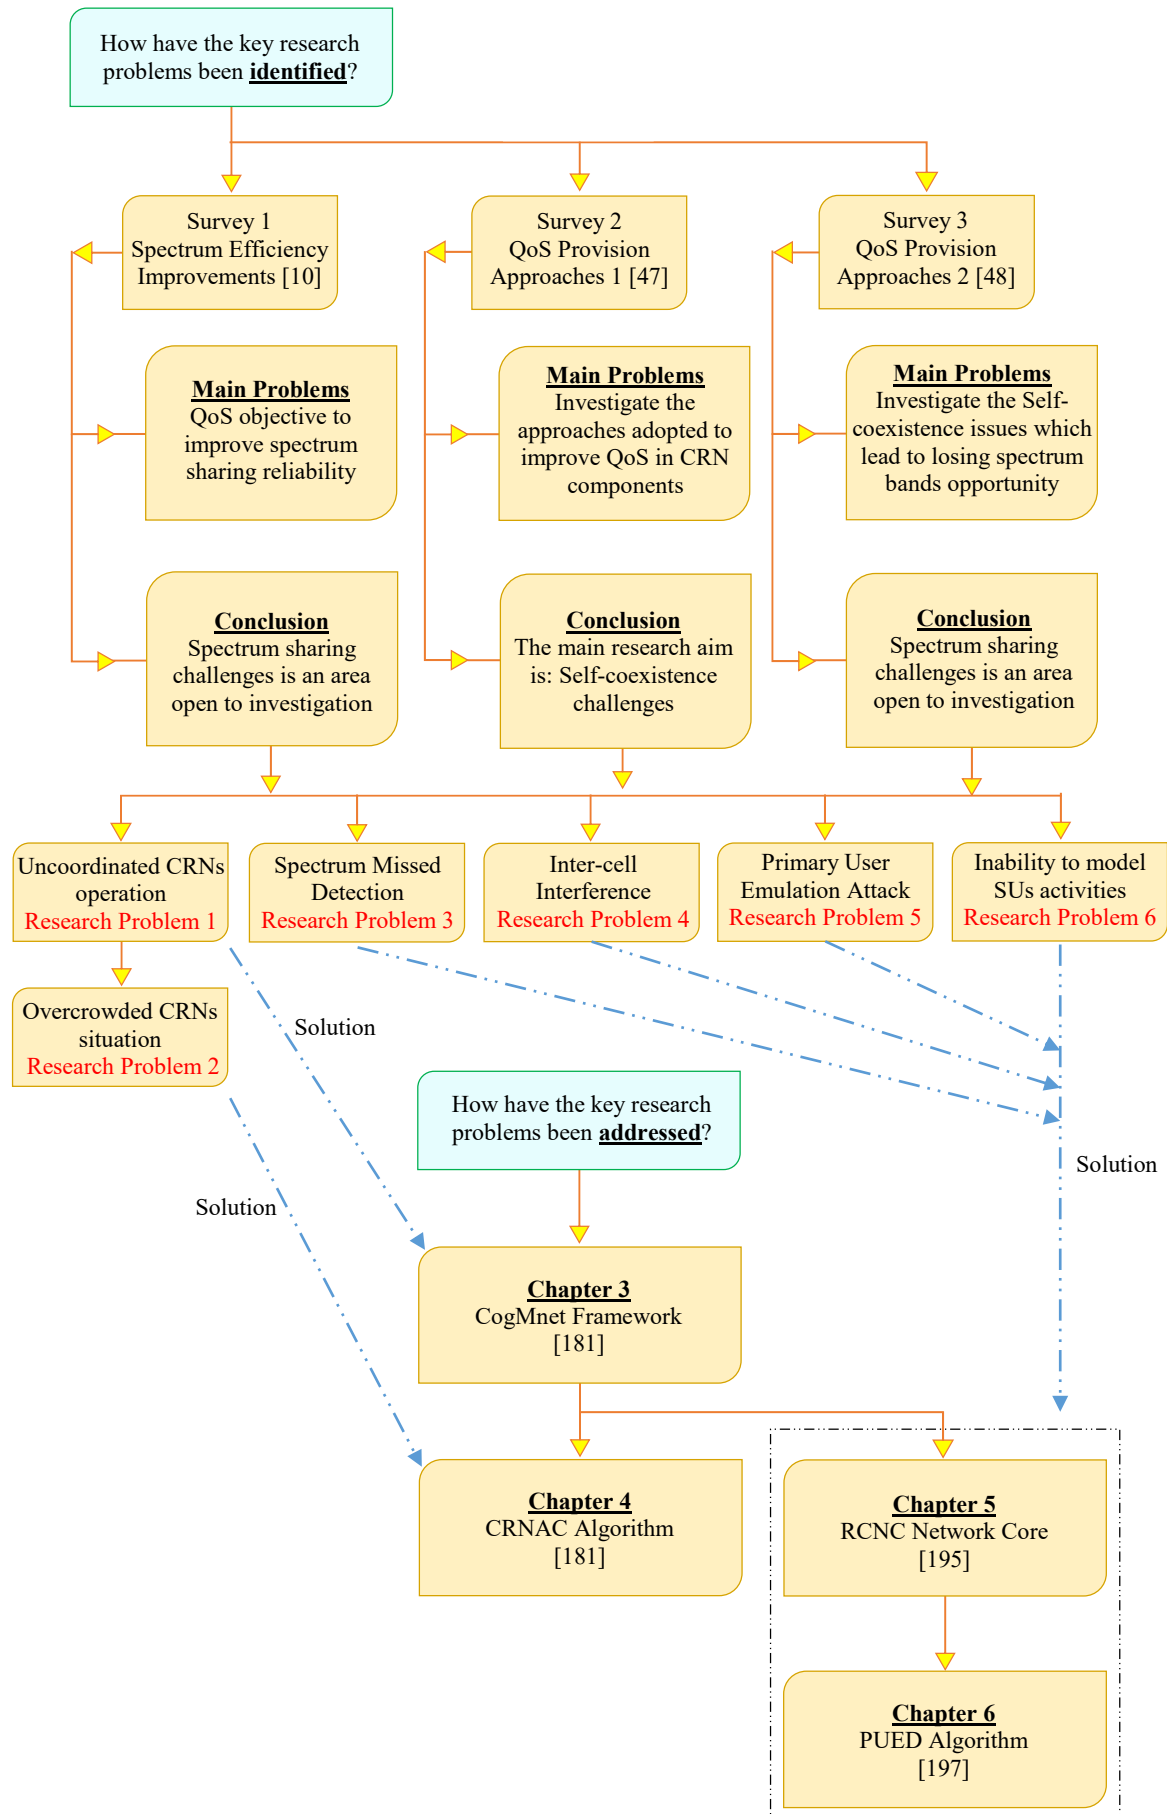 How have the key research
problems been identified?
Survey 1
Spectrum Efficiency
Improvements [10]
Survey 2
QoS Provision
Approaches 1 [47]
Survey 3
QoS Provision
Approaches 2 [48]
Main Problems
QoS objective to
improve spectrum
sharing reliability
Main Problems
Investigate the
approaches adopted to
improve QoS in CRN
components
Main Problems
Investigate the Self-
coexistence issues which
lead to losing spectrum
bands opportunity
Conclusion
Spectrum sharing
challenges is an area
open to investigation
Conclusion
The main research aim
is: Self-coexistence
challenges
Conclusion
Spectrum sharing
challenges is an area
open to investigation
Uncoordinated CRNs
operation
Research Problem 1
Spectrum Missed
Detection
Research Problem 3
Inter-cell
Interference
Research Problem 4
Primary User
Emulation Attack
Research Problem 5
Inability to model
SUs activities
Research Problem 6
Overcrowded CRNs
situation
Research Problem 2
Solution
How have the key research
problems been addressed?
Solution
Solution
Chapter 3
CogMnet Framework
[181]
Chapter 4
CRNAC Algorithm
[181]
Chapter 5
RCNC Network Core
[195]
Chapter 6
PUED Algorithm
[197]